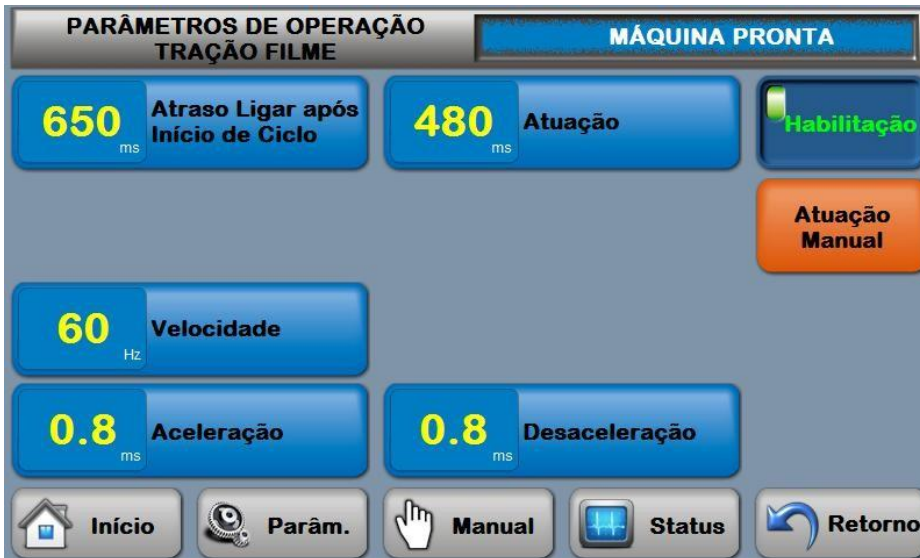 PARÂMETROS DE OPERAÇÃO
TRAÇÃO FILME
MÁQUINA PRONTA
650
ms
Atraso Ligar após
Início de Ciclo
480
ms
Atuação
Habilitação
Atuação
Manual
60
Hz
Velocidade
0.8
ms
Aceleração
0.8
ms
Desaceleração
Início
Parâm.
Manual
Status
Retorno